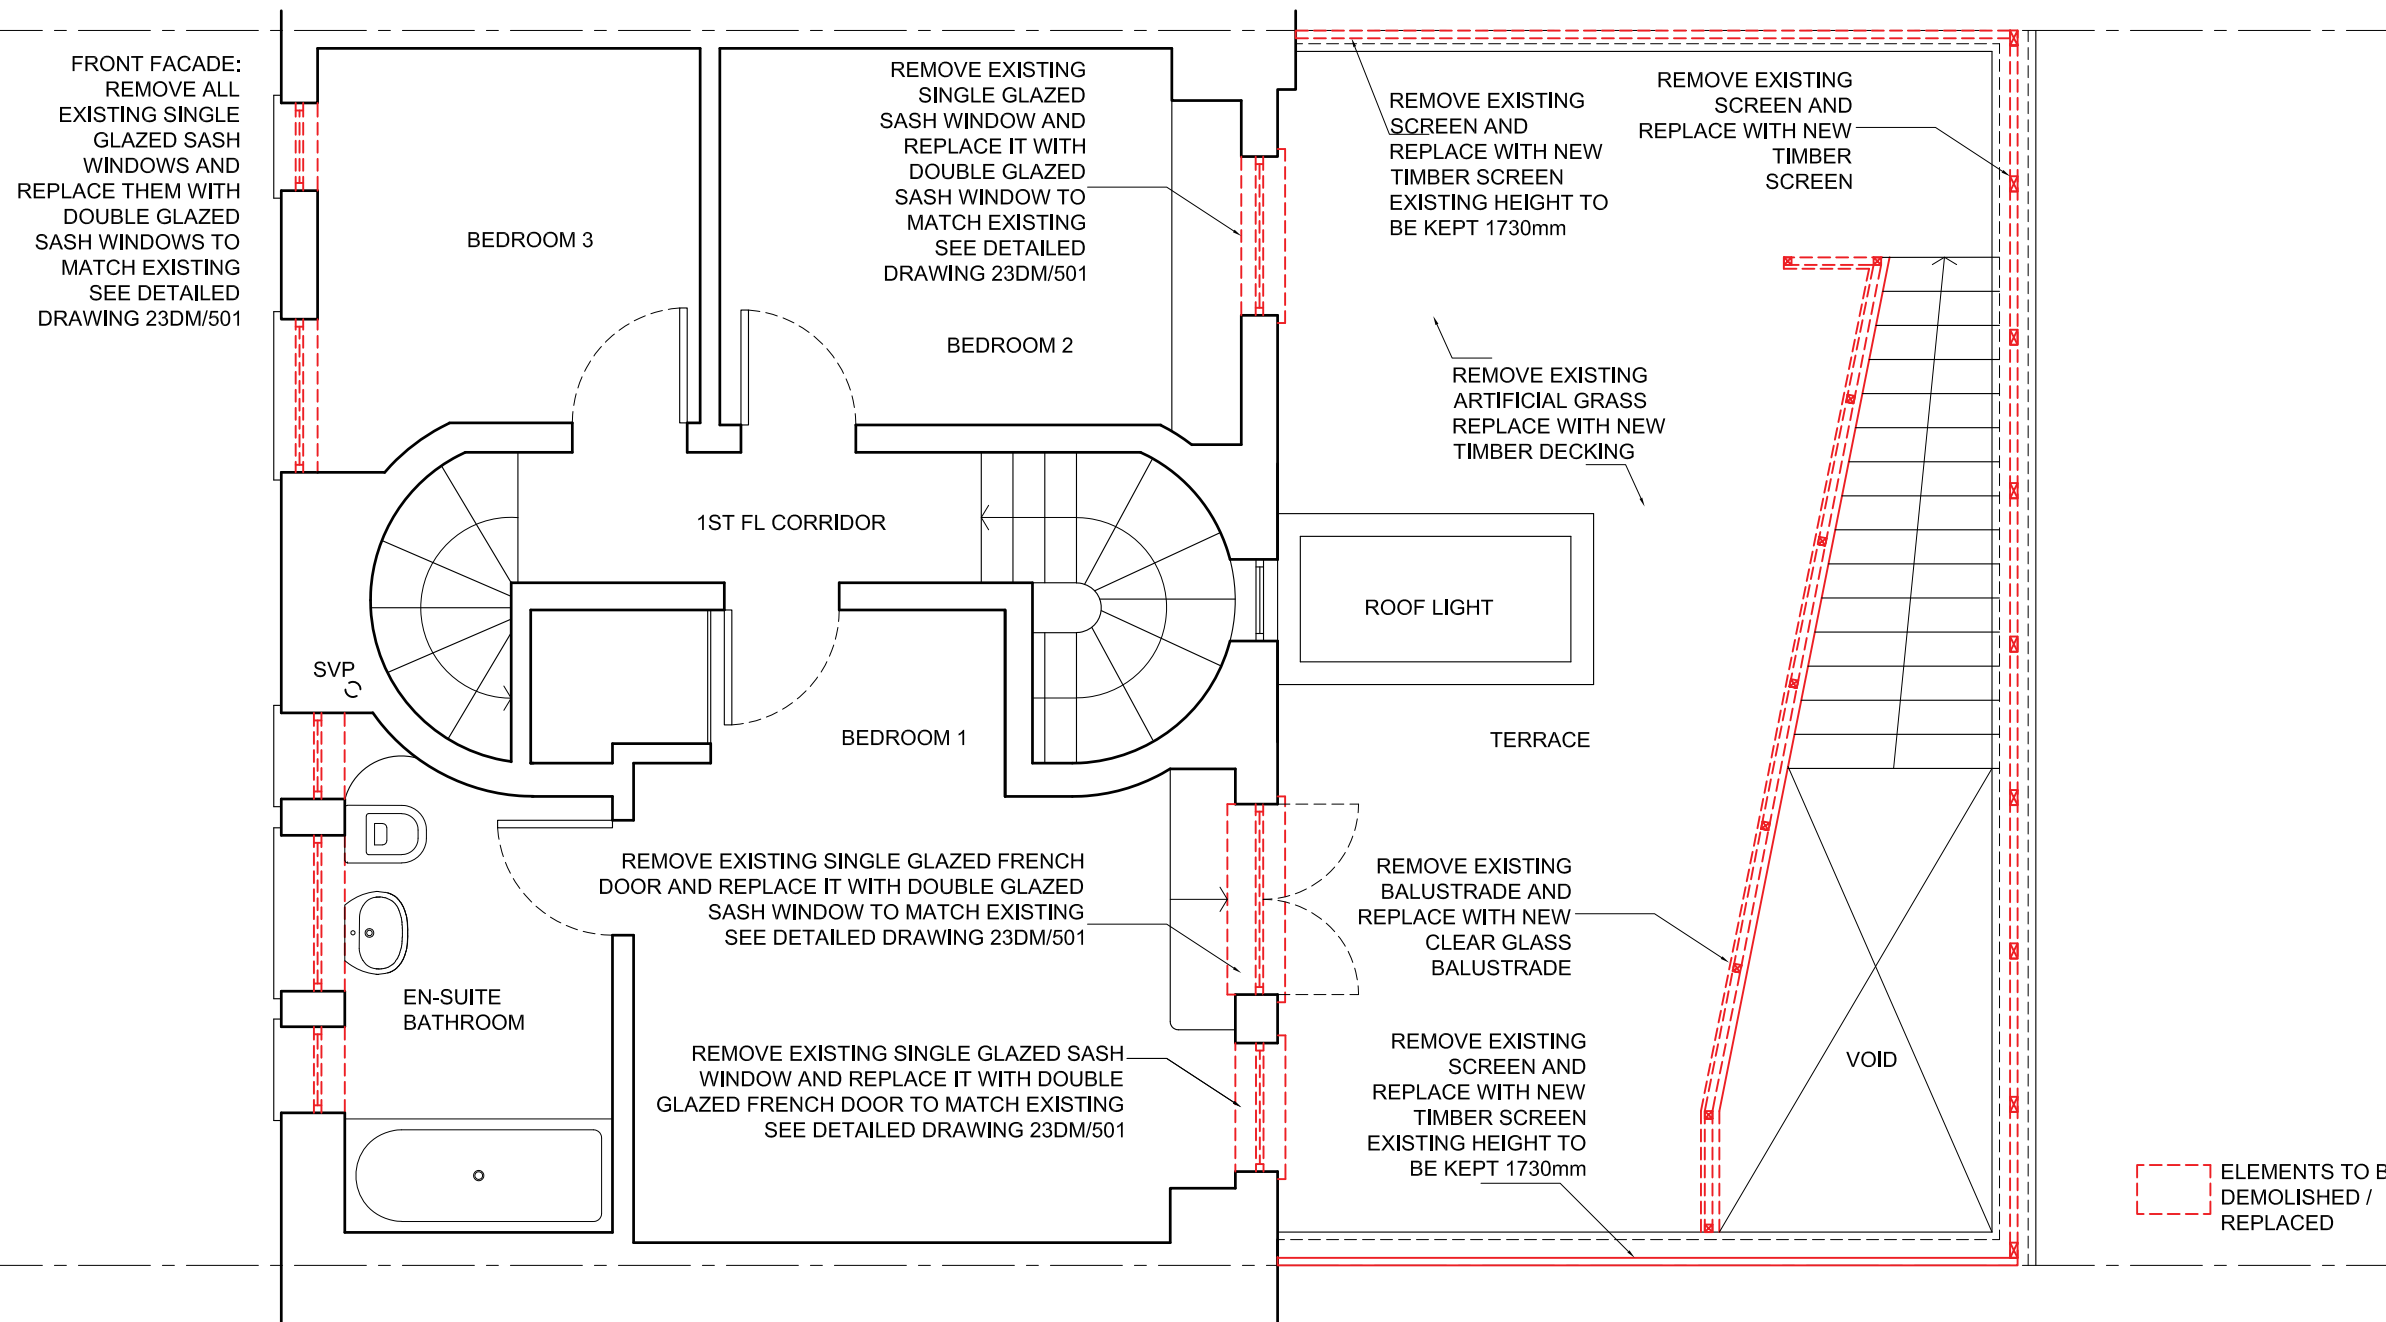 FRONT FACADE:
REMOVE ALL
EXISTING SINGLE
GLAZED SASH
WINDOWS AND
REPLACE THEM WITH
DOUBLE GLAZED
SASH WINDOWS TO
MATCH EXISTING
SEE DETAILED
DRAWING 23DM/501
BEDROOM 3
REMOVE EXISTING
SINGLE GLAZED
SASH WINDOW AND
REPLACE IT WITH
DOUBLE GLAZED
SASH WINDOW TO
MATCH EXISTING
SEE DETAILED
DRAWING 23DM/501
BEDROOM 2
REMOVE EXISTING
SCREEN AND
REPLACE WITH NEW
TIMBER SCREEN
EXISTING HEIGHT TO
BE KEPT 1730mm
REMOVE EXISTING
SCREEN AND
REPLACE WITH NEW
TIMBER
SCREEN
REMOVE EXISTING
ARTIFICIAL GRASS
REPLACE WITH NEW
TIMBER DECKING
1ST FL CORRIDOR
ROOF LIGHT
SVP
BEDROOM 1
TERRACE
REMOVE EXISTING SINGLE GLAZED FRENCH
DOOR AND REPLACE IT WITH DOUBLE GLAZED
SASH WINDOW TO MATCH EXISTING
SEE DETAILED DRAWING 23DM/501
REMOVE EXISTING
BALUSTRADE AND
REPLACE WITH NEW
CLEAR GLASS
BALUSTRADE
EN-SUITE
BATHROOM
REMOVE EXISTING SINGLE GLAZED SASH
WINDOW AND REPLACE IT WITH DOUBLE
GLAZED FRENCH DOOR TO MATCH EXISTING
SEE DETAILED DRAWING 23DM/501
REMOVE EXISTING
SCREEN AND
REPLACE WITH NEW
TIMBER SCREEN
EXISTING HEIGHT TO
BE KEPT 1730mm
VOID
ELEMENTS TO B
DEMOLISHED /
REPLACED